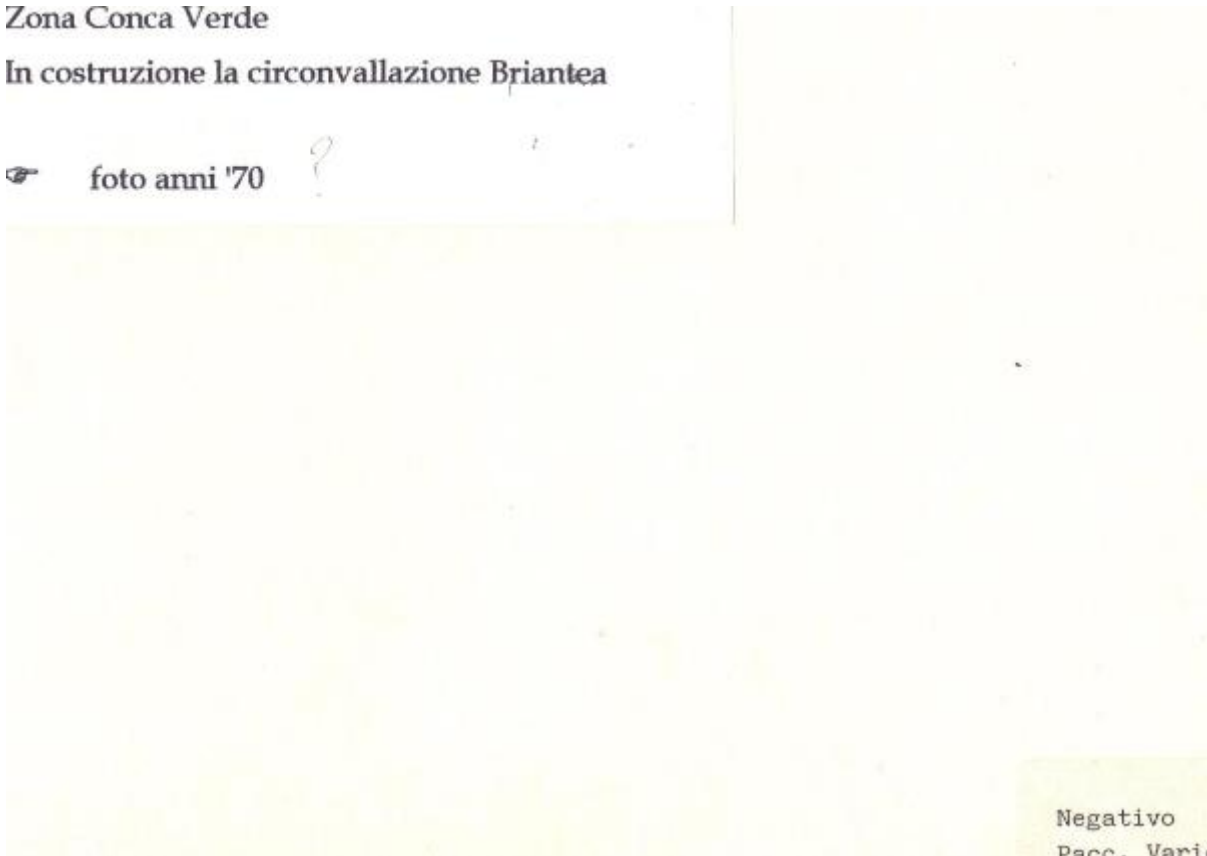 Zona Conca Verde
In costruzione la circonvallazione Briantea
☞ foto anni '70 ?
Negativo